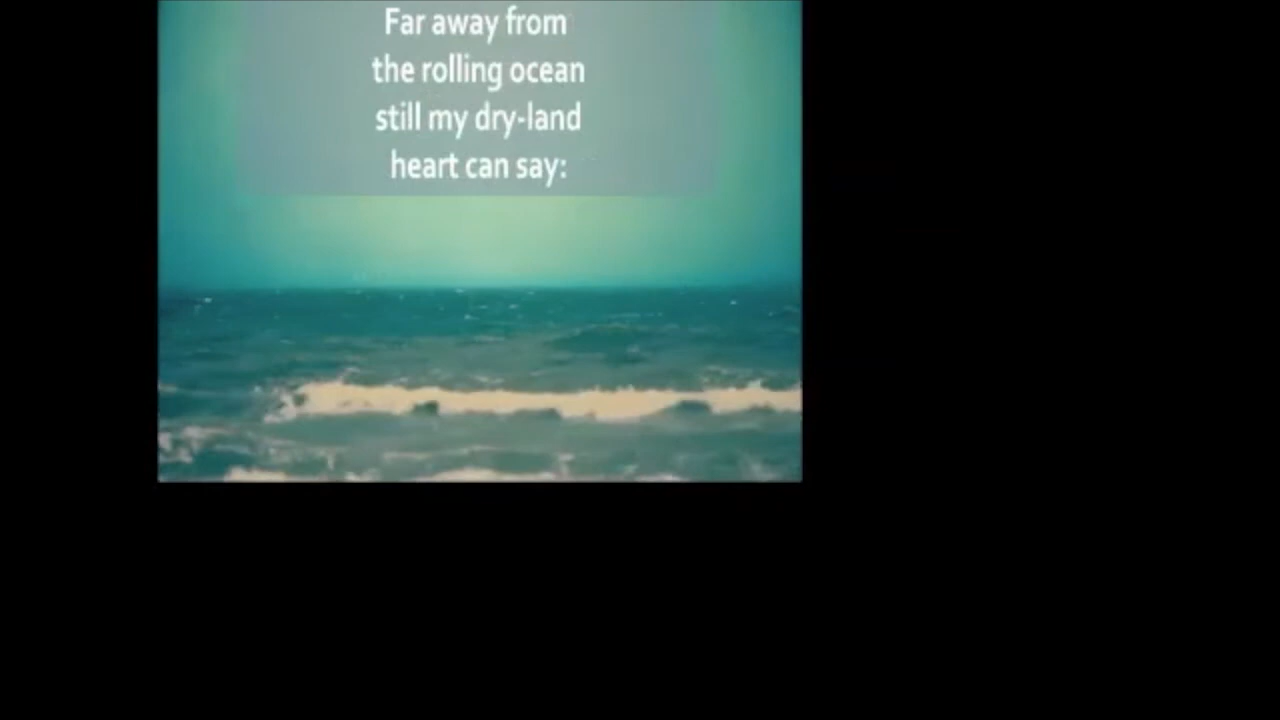 Far away from
the rolling ocean
still my dry-land
heart can say: